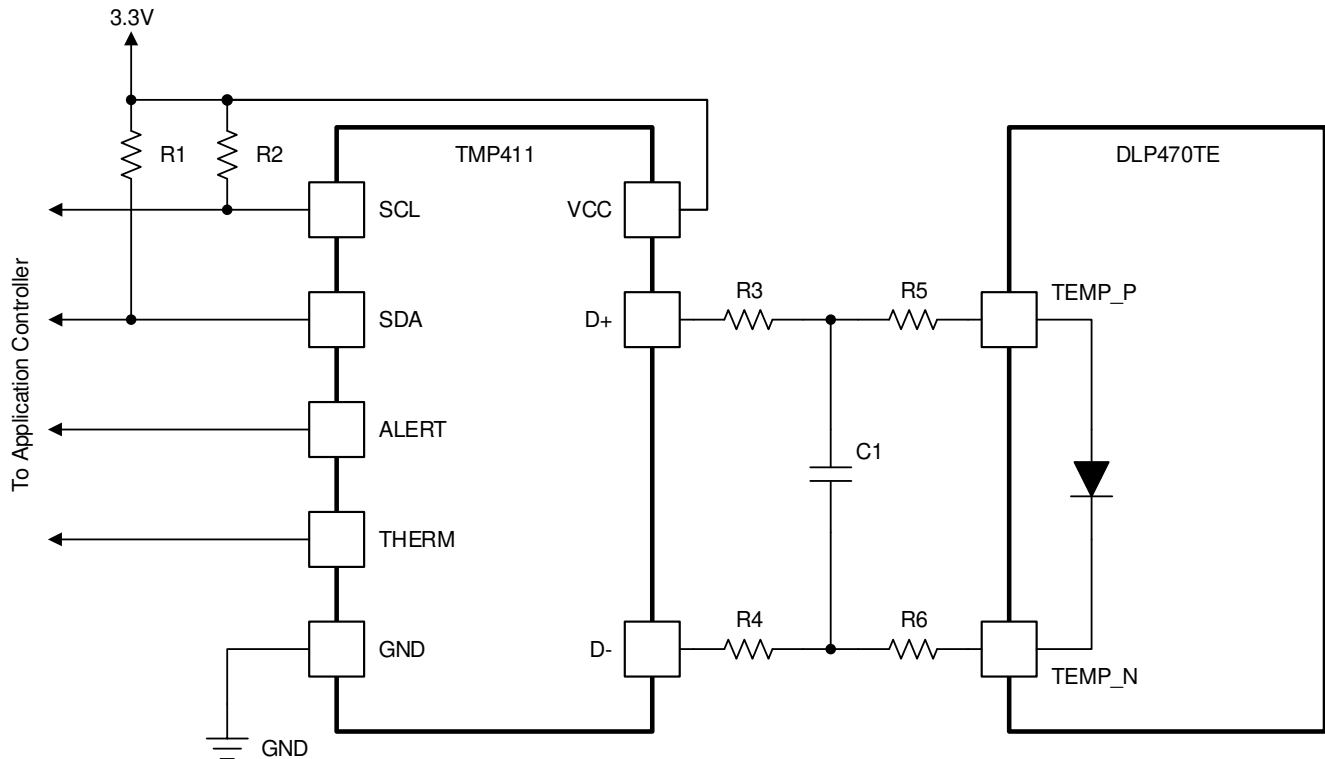 3.3V
R1
R2
TMP411
DLP470TE
SCL
VCC
To Application Controller
SDA
D+
R3
R5
TEMP_P
ALERT
C1
THERM
GND
D-
R4
R6
TEMP_N
GND